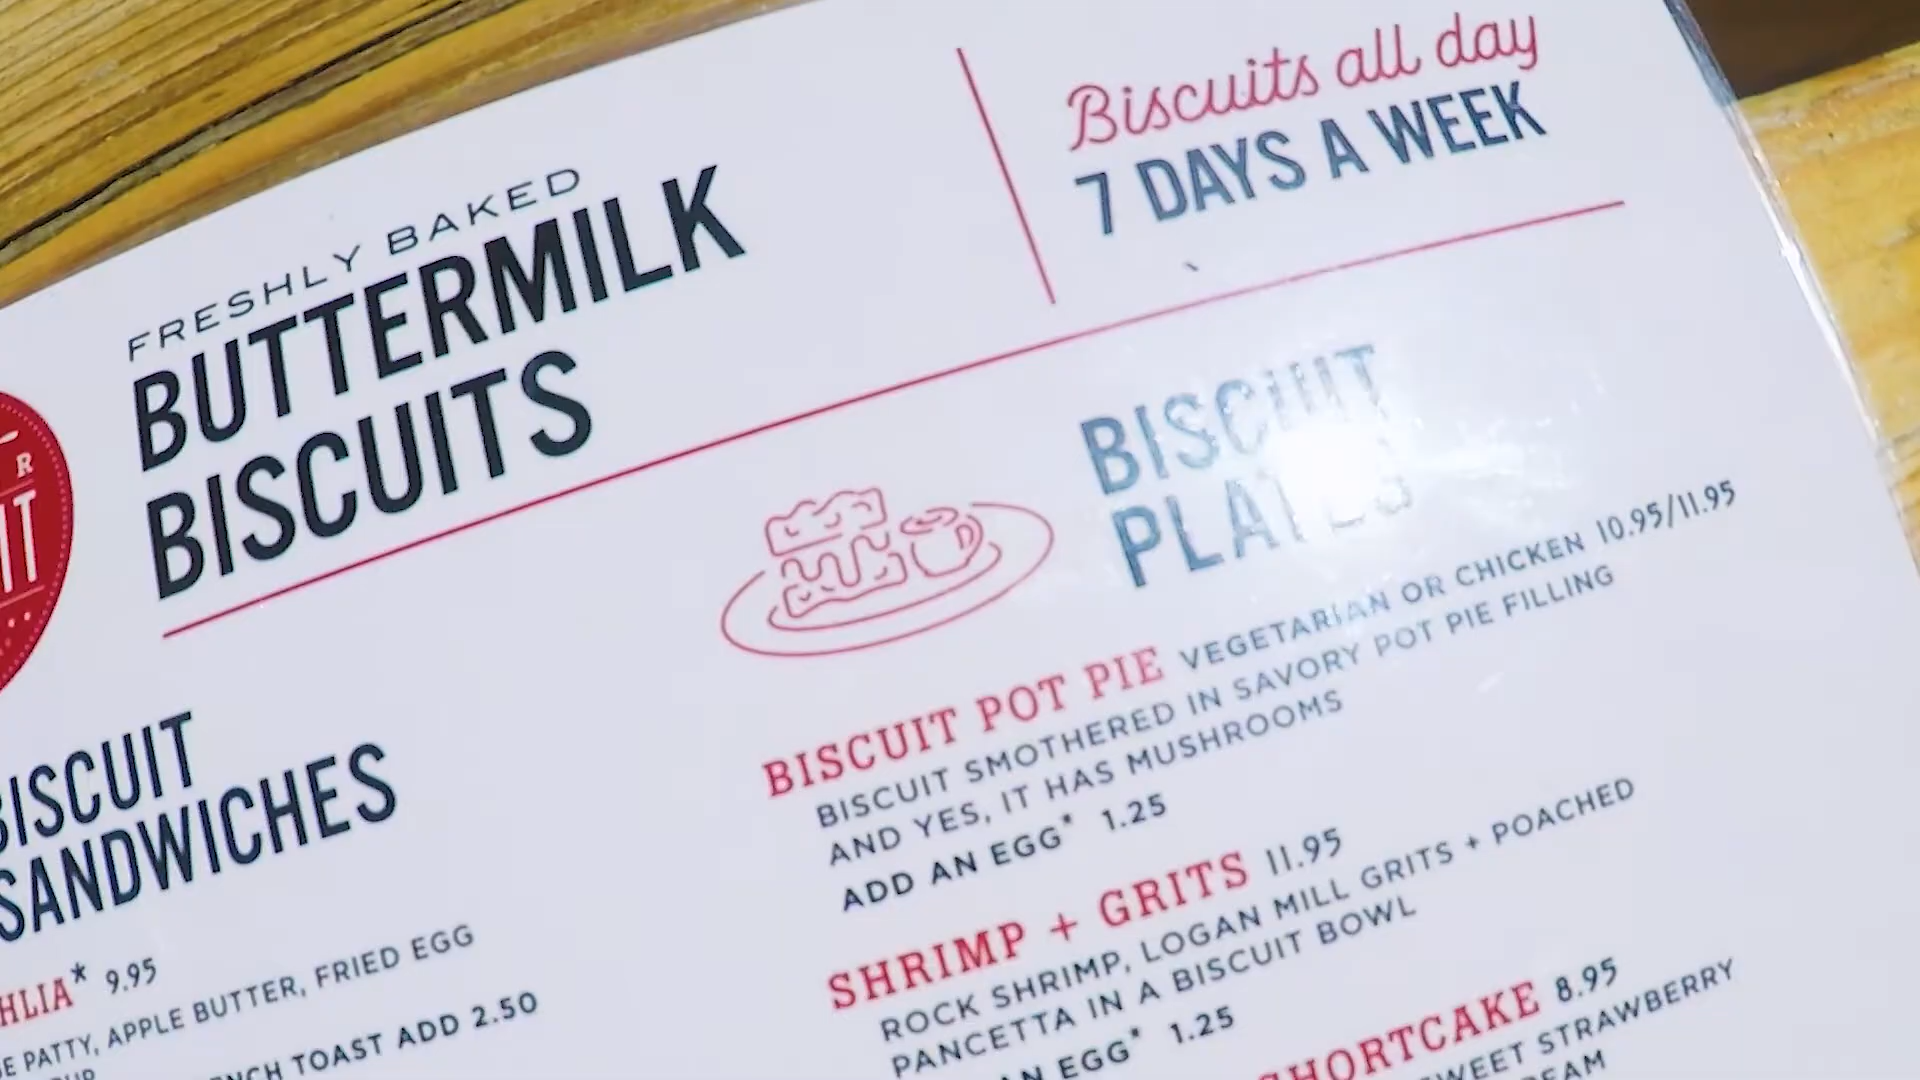 FRESHLY BAKED
BUTTERMILK
BISCUITS
Biscuits all day
7 DAYS A WEEK
R
BISCUIT
SANDWICHES
9.95
PATTY, APPLE BUTTER, FRIED EGG
TOAST ADD 2.50
BISCUIT
PLATES
BISCUIT POT PIE VEGETARIAN OR CHICKEN 10.95/11.95
BISCUIT SMOTHERED IN SAVORY POT PIE FILLING
AND YES, IT HAS MUSHROOMS
ADD AN EGG* 1.25
SHRIMP + GRITS 11.95
ROCK SHRIMP, LOGAN MILL GRITS + POACHED
PANCETTA IN A BISCUIT BOWL
AN EGG* 1.25
SHORTCAKE 8.95
SWEET STRAWBERRY